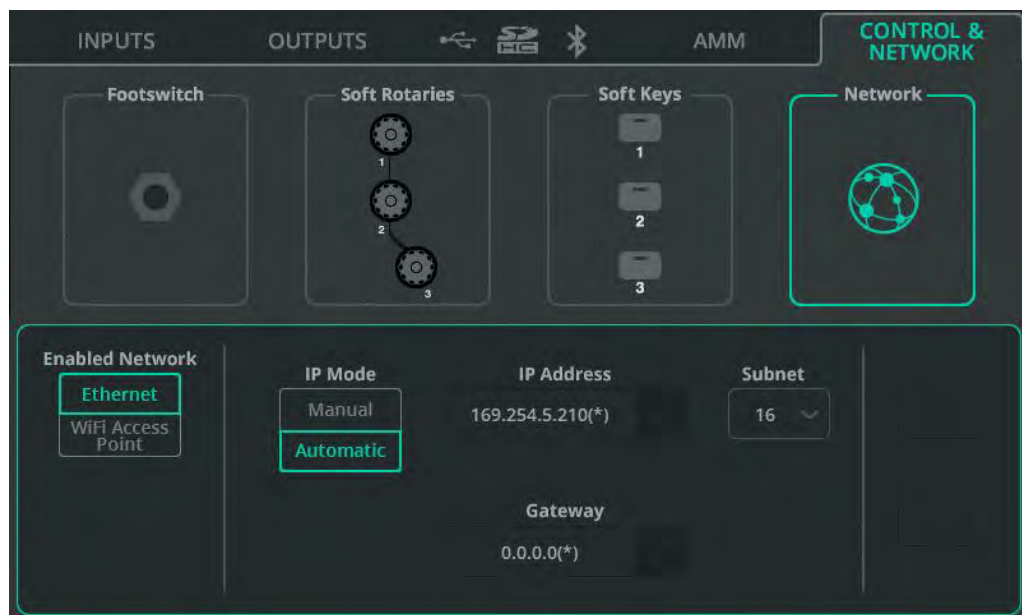 INPUTS
OUTPUTS
SD
HC
AMM
CONTROL &
NETWORK
Footswitch
Soft Rotaries
1
2
3
Soft Keys
1
2
3
Network
Enabled Network
Ethernet
WiFi Access
Point
IP Mode
Manual
Automatic
IP Address
169.254.5.210(*)
Subnet
16
Gateway
0.0.0.0(*)